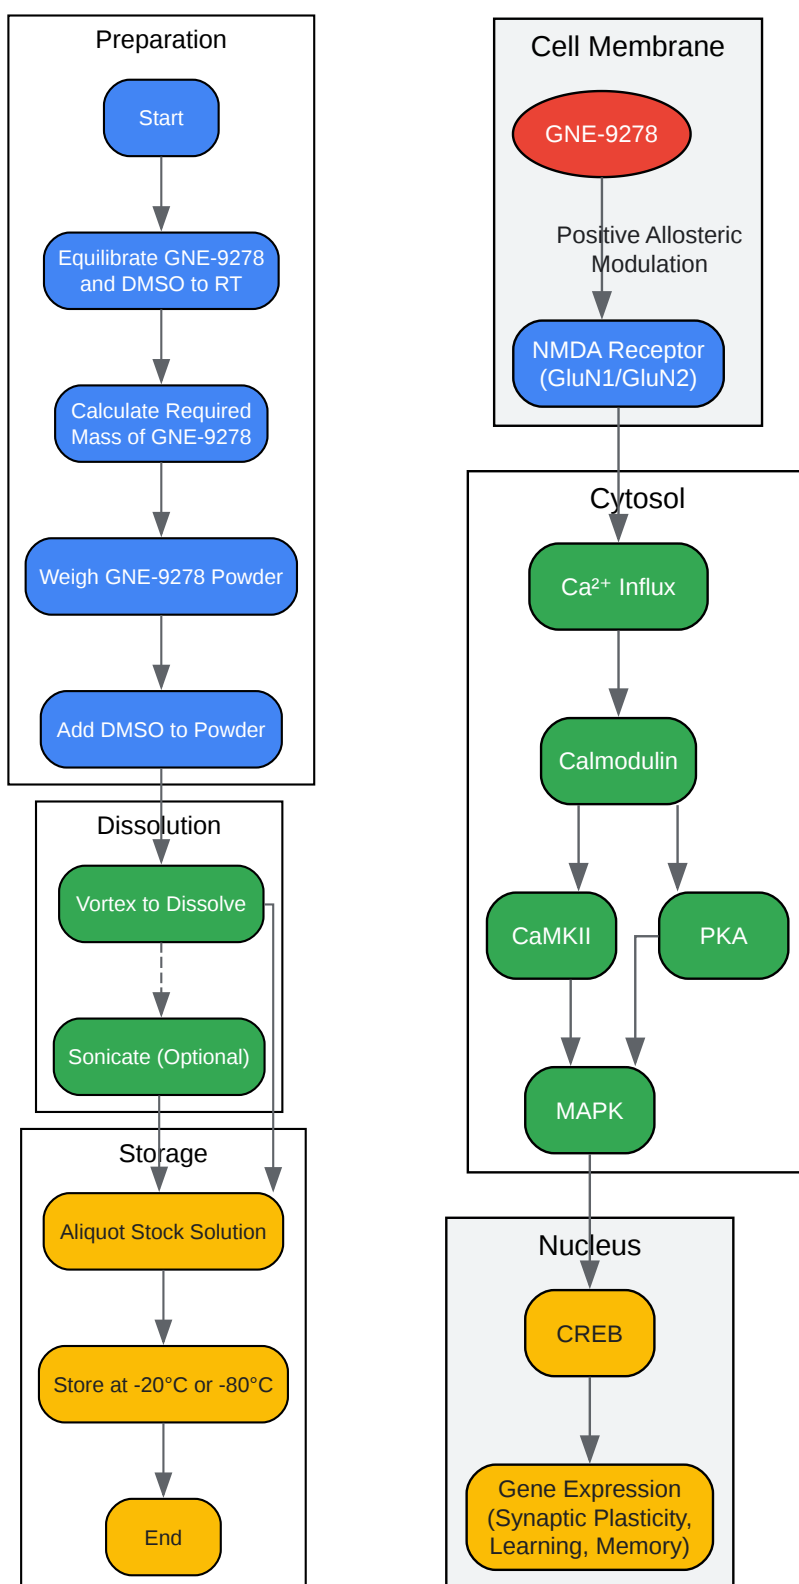 Preparation
Start
Equilibrate GNE-9278
and DMSO to RT
Calculate Required
Mass of GNE-9278
Weigh GNE-9278 Powder
Add DMSO to Powder
Dissolution
Vortex to Dissolve
Sonicate (Optional)
Storage
Aliquot Stock Solution
Store at -20°C or -80°C
End
Cell Membrane
GNE-9278
Positive Allosteric
Modulation
NMDA Receptor
(GluN1/GluN2)
Cytosol
Ca²⁺ Influx
Calmodulin
CaMKII
PKA
MAPK
Nucleus
CREB
Gene Expression
(Synaptic Plasticity,
Learning, Memory)